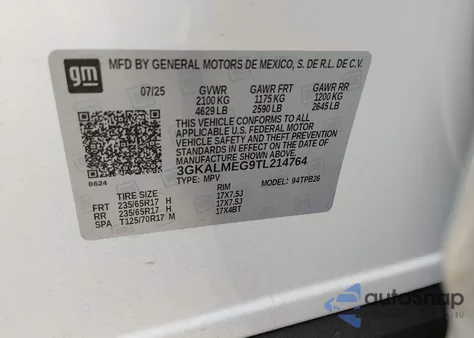 gm
MFD BY GENERAL MOTORS DE MEXICO, S. DE R.L. DE C.V.
07/25 GVWR GAWR FRT GAWR RR
2100 KG 1175 KG 1200 KG
4629 LB 2590 LB 2645 LB
THIS VEHICLE CONFORMS TO ALL
APPLICABLE U.S. FEDERAL MOTOR
VEHICLE SAFETY AND THEFT PREVENTION
STANDARDS IN EFFECT ON THE DATE OF
MANUFACTURE SHOWN ABOVE.
3GKALMEG9TL214764
8624 TYPE: MPV MODEL: 94TPB26
TIRE SIZE RIM
FRT 235/65R17 H 17X7.5J
RR 235/65R17 H 17X7.5J
SPA T125/70R17 M 17X4BT
autosnap
.EU